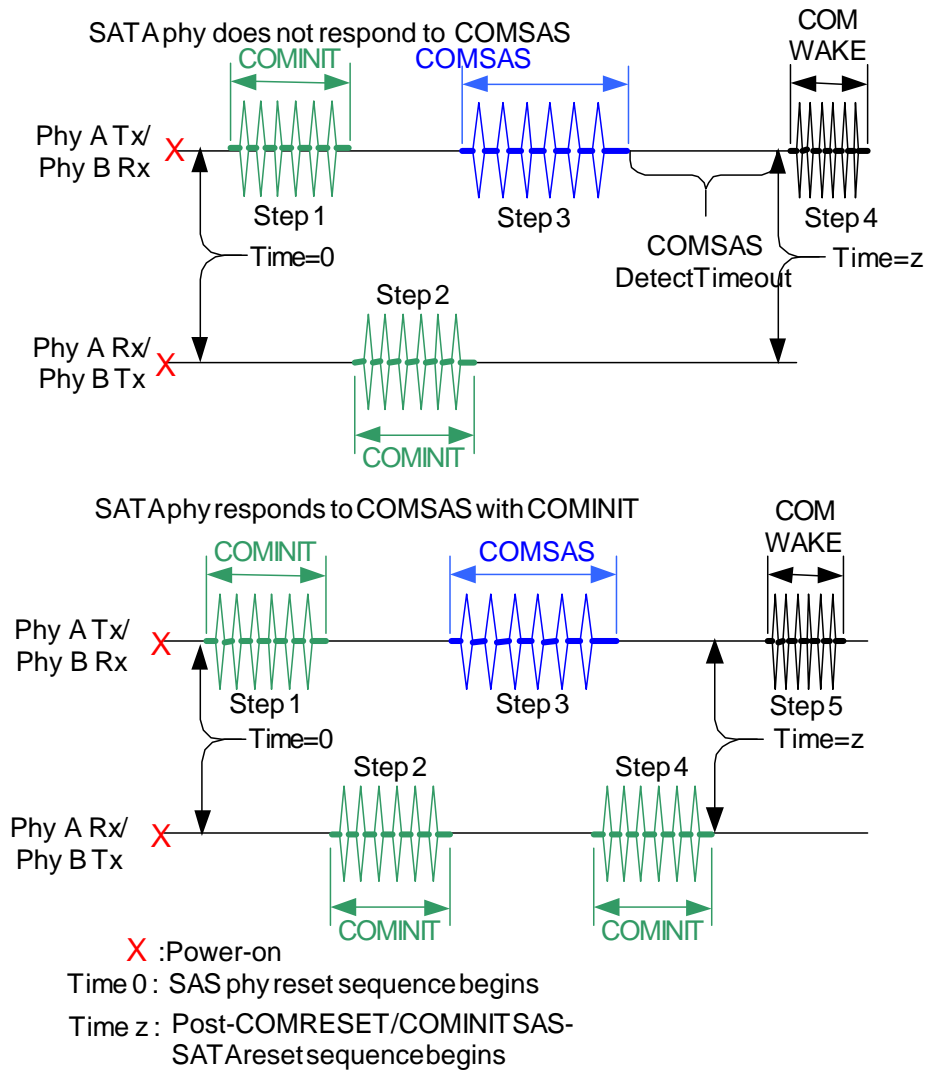 SATA phy does not respond to COMSAS
COMINIT
COMSAS
COM
WAKE
Phy A Tx/
Phy B Rx
X
Step 1
Step 3
Step 4
Time=0
COMSAS
DetectTimeout
Time=z
Step 2
Phy A Rx/
Phy B Tx
X
COMINIT
SATA phy responds to COMSAS with COMINIT
COMINIT
COMSAS
COM
WAKE
Phy A Tx/
Phy B Rx
X
Step 1
Step 3
Step 5
Time=0
Time=z
Step 2
Step 4
Phy A Rx/
Phy B Tx
X
COMINIT
COMINIT
X :Power-on
Time 0 : SAS phy reset sequence begins
Time z : Post-COMRESET/COMINIT SAS-
SATA reset sequence begins